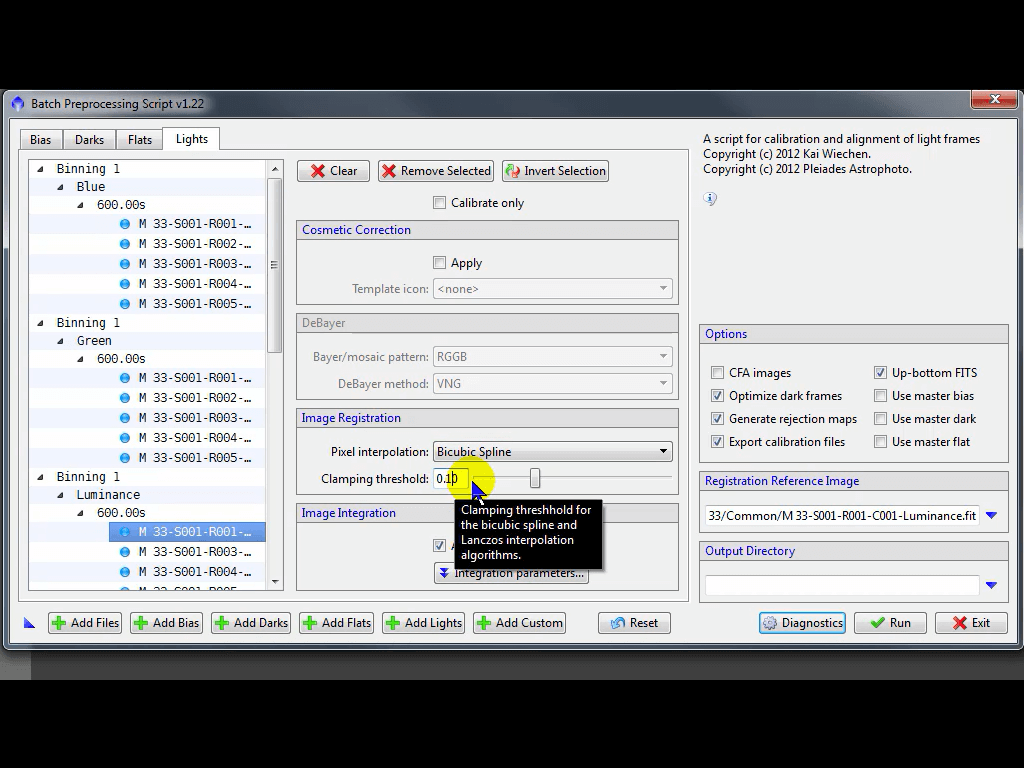 Batch Preprocessing Script v1.22
Bias
Darks
Flats
Lights
Binning 1
Blue
600.00s
M 33-S001-R001-...
M 33-S001-R002-...
M 33-S001-R003-...
M 33-S001-R004-...
M 33-S001-R005-...
Binning 1
Green
600.00s
M 33-S001-R001-...
M 33-S001-R002-...
M 33-S001-R003-...
M 33-S001-R004-...
M 33-S001-R005-...
Binning 1
Luminance
600.00s
M 33-S001-R001-...
M 33-S001-R003-...
M 33-S001-R004-...
Clear
Remove Selected
Invert Selection
Calibrate only
Cosmetic Correction
Apply
Template icon: <none>
DeBayer
Bayer/mosaic pattern: RGGB
DeBayer method: VNG
Image Registration
Pixel interpolation: Bicubic Spline
Clamping threshold: 0.10
Clamping threshhold for
the bicubic spline and
Lanczos interpolation
algorithms.
Image Integration
Integration parameters...
A script for calibration and alignment of light frames
Copyright (c) 2012 Kai Wiechen.
Copyright (c) 2012 Pleiades Astrophoto.
Options
CFA images
Up-bottom FITS
Optimize dark frames
Use master bias
Generate rejection maps
Use master dark
Export calibration files
Use master flat
Registration Reference Image
33/Common/M 33-S001-R001-C001-Luminance.fit
Output Directory
Add Files
Add Bias
Add Darks
Add Flats
Add Lights
Add Custom
Reset
Diagnostics
Run
Exit